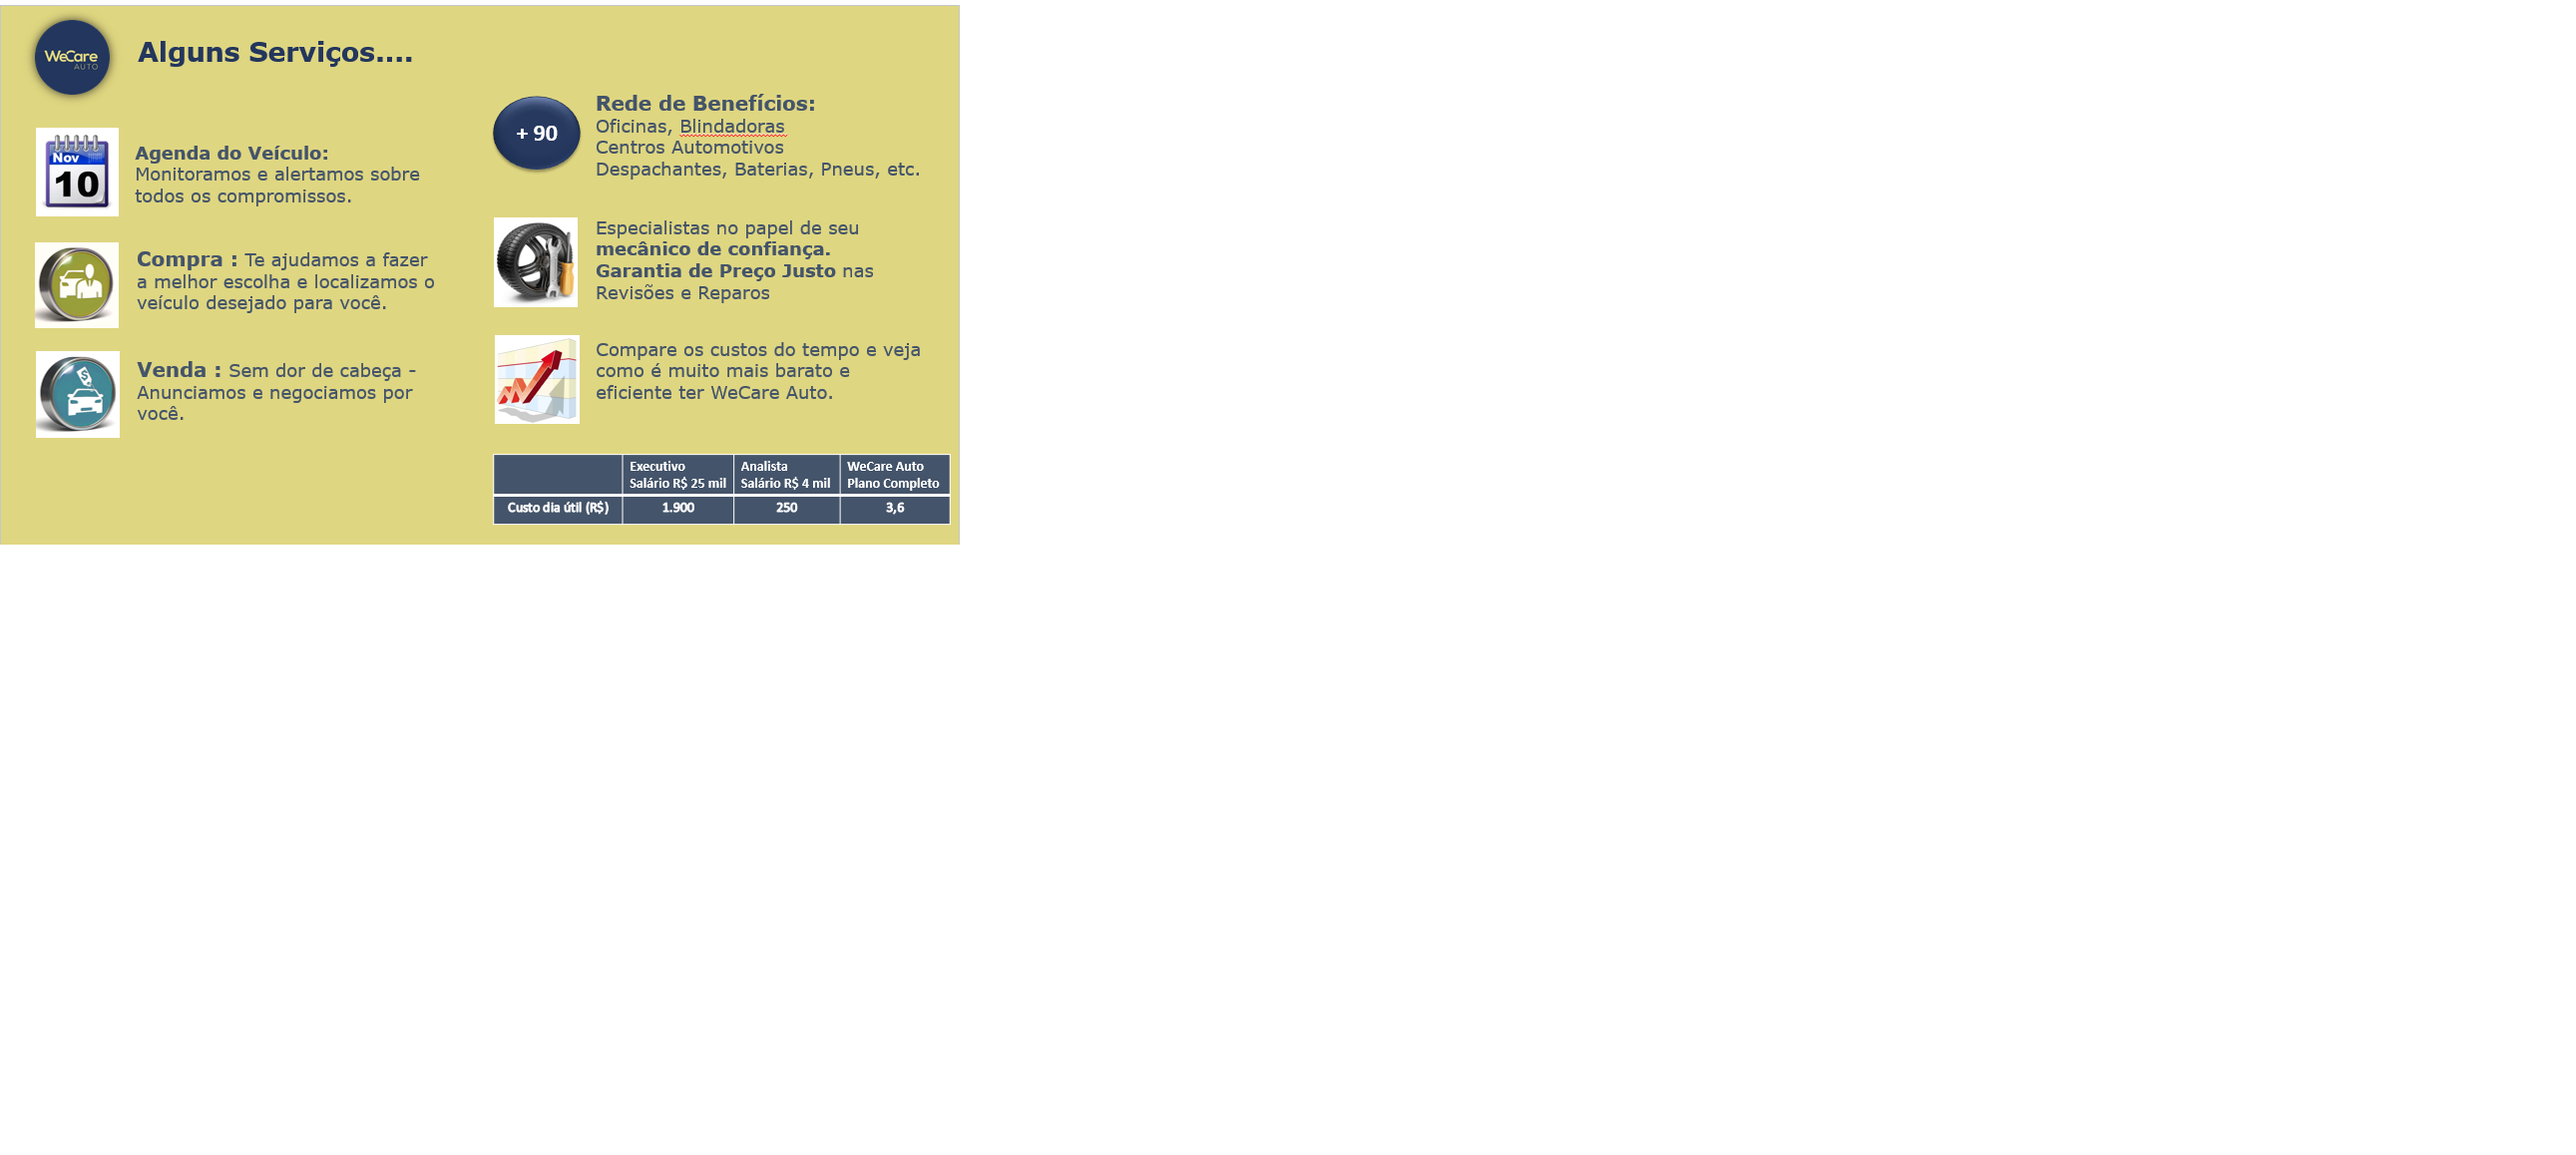 WeCare
AUTO
Alguns Serviços....
Nov
10
Agenda do Veículo:
Monitoramos e alertamos sobre
todos os compromissos.
Compra : Te ajudamos a fazer
a melhor escolha e localizamos o
veículo desejado para você.
$
Venda : Sem dor de cabeça -
Anunciamos e negociamos por
você.
+ 90
Rede de Benefícios:
Oficinas, Blindadoras
Centros Automotivos
Despachantes, Baterias, Pneus, etc.
Especialistas no papel de seu
mecânico de confiança.
Garantia de Preço Justo nas
Revisões e Reparos
Compare os custos do tempo e veja
como é muito mais barato e
eficiente ter WeCare Auto.
Executivo Analista WeCare Auto
Salário R$ 25 mil Salário R$ 4 mil Plano Completo
Custo dia útil (R$) 1.900 250 3,6